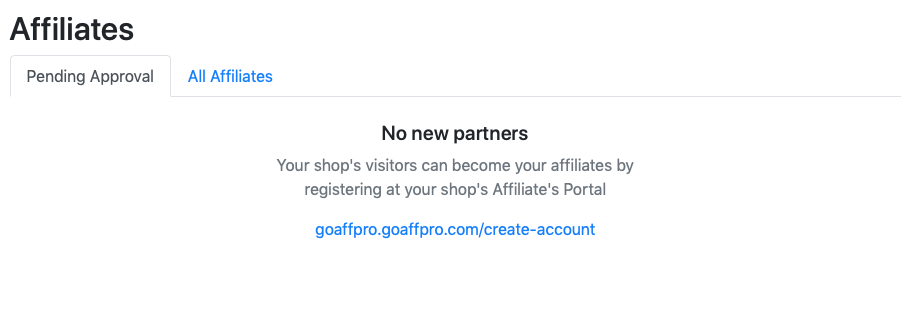 Affiliates
Pending Approval
All Affiliates
No new partners
Your shop's visitors can become your affiliates by
registering at your shop's Affiliate's Portal
goaffpro.goaffpro.com/create-account